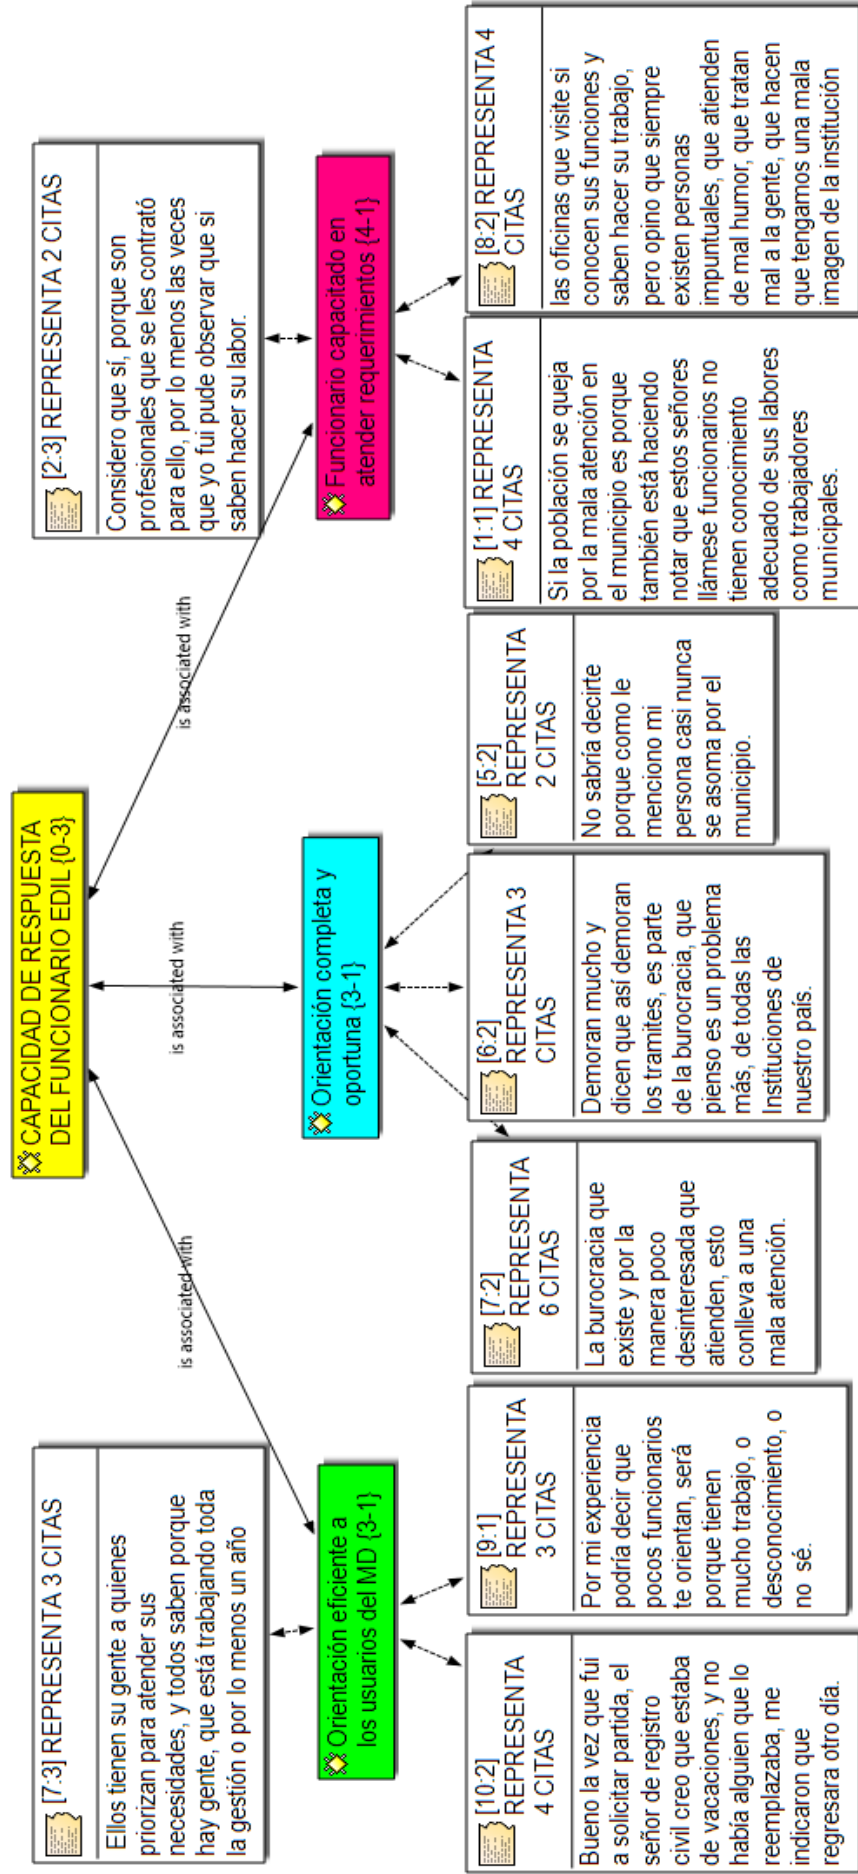 CAPACIDAD DE RESPUESTA
DEL FUNCIONARIO EDIL {0-3}
is associated with
is associated with
is associated with
[7:3] REPRESENTA 3 CITAS
Ellos tienen su gente a quienes
priorizan para atender sus
necesidades, y todos saben porque
hay gente, que está trabajando toda
la gestión o por lo menos un año
[2:3] REPRESENTA 2 CITAS
Considero que sí, porque son
profesionales que se les contrató
para ello, por lo menos las veces
que yo fui pude observar que si
saben hacer su labor.
Orientación eficiente a
los usuarios del MD {3-1}
Orientación completa y
oportuna {3-1}
Funcionario capacitado en
atender requerimientos {4-1}
[10:2]
REPRESENTA
4 CITAS
Bueno la vez que fui
a solicitar partida, el
señor de registro
civil creo que estaba
de vacaciones, y no
había alguien que lo
reemplazaba, me
indicaron que
regresara otro día.
[9:1]
REPRESENTA
3 CITAS
Por mi experiencia
podría decir que
pocos funcionarios
te orientan, será
porque tienen
mucho trabajo, o
desconocimiento, o
no sé.
[7:2]
REPRESENTA
6 CITAS
La burocracia que
existe y por la
manera poco
desinteresada que
atienden, esto
conlleva a una
mala atención.
[6:2]
REPRESENTA 3
CITAS
Demoran mucho y
dicen que así demoran
los tramites, es parte
de la burocracia, que
pienso es un problema
más, de todas las
Instituciones de
nuestro país.
[5:2]
REPRESENTA
2 CITAS
No sabría decirte
porque como le
menciono mi
persona casi nunca
se asoma por el
municipio.
[1:1] REPRESENTA
4 CITAS
Si la población se queja
por la mala atención en
el municipio es porque
también está haciendo
notar que estos señores
llámese funcionarios no
tienen conocimiento
adecuado de sus labores
como trabajadores
municipales.
[8:2] REPRESENTA 4
CITAS
las oficinas que visite si
conocen sus funciones y
saben hacer su trabajo,
pero opino que siempre
existen personas
impuntuales, que atienden
de mal humor, que tratan
mal a la gente, que hacen
que tengamos una mala
imagen de la institución